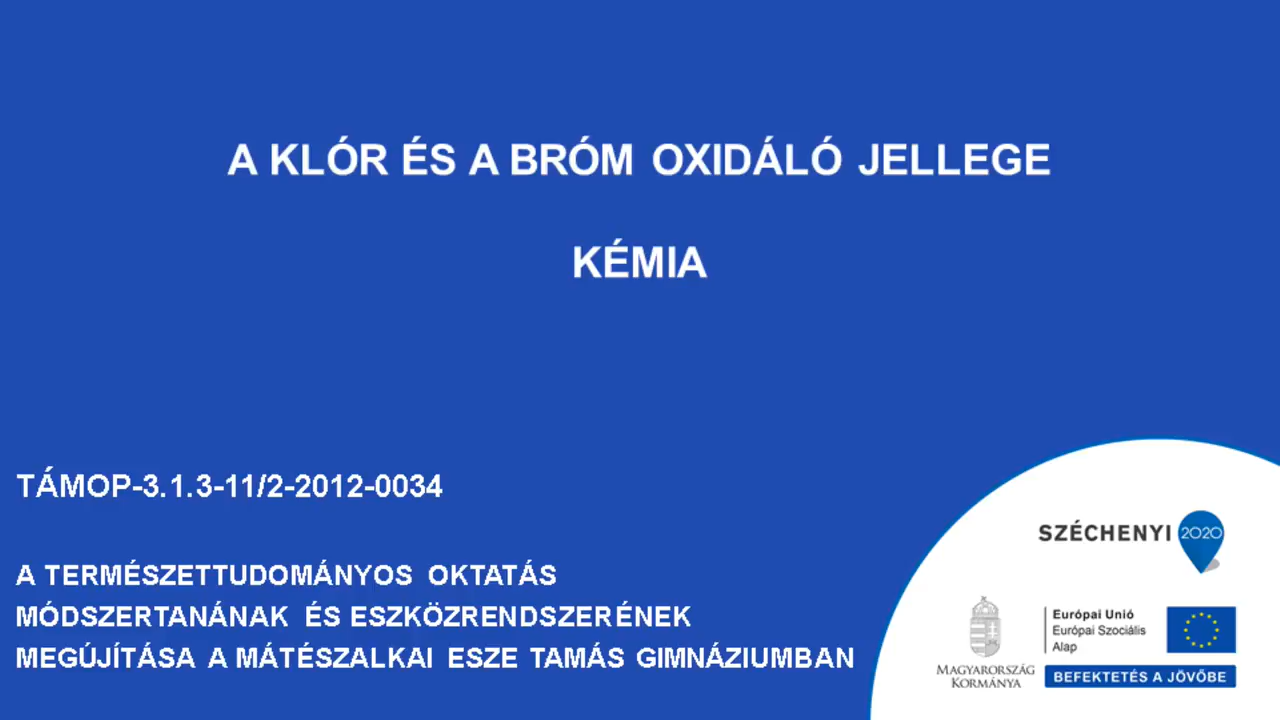 A KLÓR ÉS A BRÓM OXIDÁLÓ JELLEGE
KÉMIA
TÁMOP-3.1.3-11/2-2012-0034
A TERMÉSZETTUDOMÁNYOS OKTATÁS
MÓDSZERTANÁNAK ÉS ESZKÖZRENDSZERÉNEK
MEGÚJÍTÁSA A MÁTÉSZALKAI ESZE TAMÁS GIMNÁZIUMBAN
SZÉCHENYI 2020
MAGYARORSZÁG
KORMÁNYA
Európai Unió
Európai Szociális
Alap
BEFEKTETÉS A JÖVŐBE